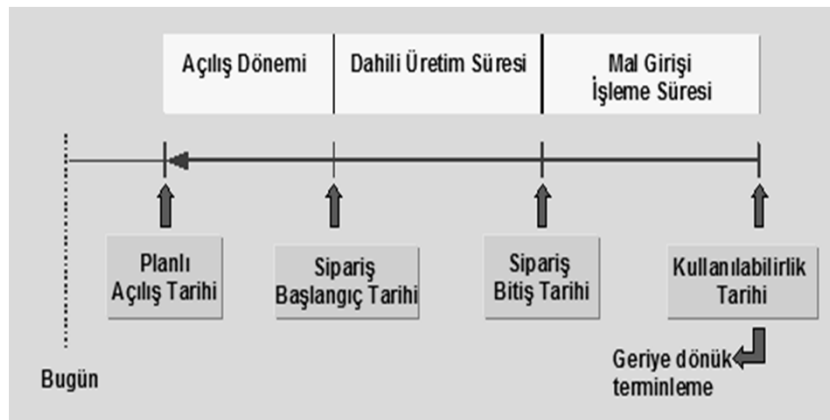 Açılış Dönemi
Dahili Üretim Süresi
Mal Girişi
İşleme Süresi
Planlı
Açılış Tarihi
Sipariş
Başlangıç Tarihi
Sipariş
Bitiş Tarihi
Kullanılabilirlik
Tarihi
Bugün
Geriye dönük
terminleme